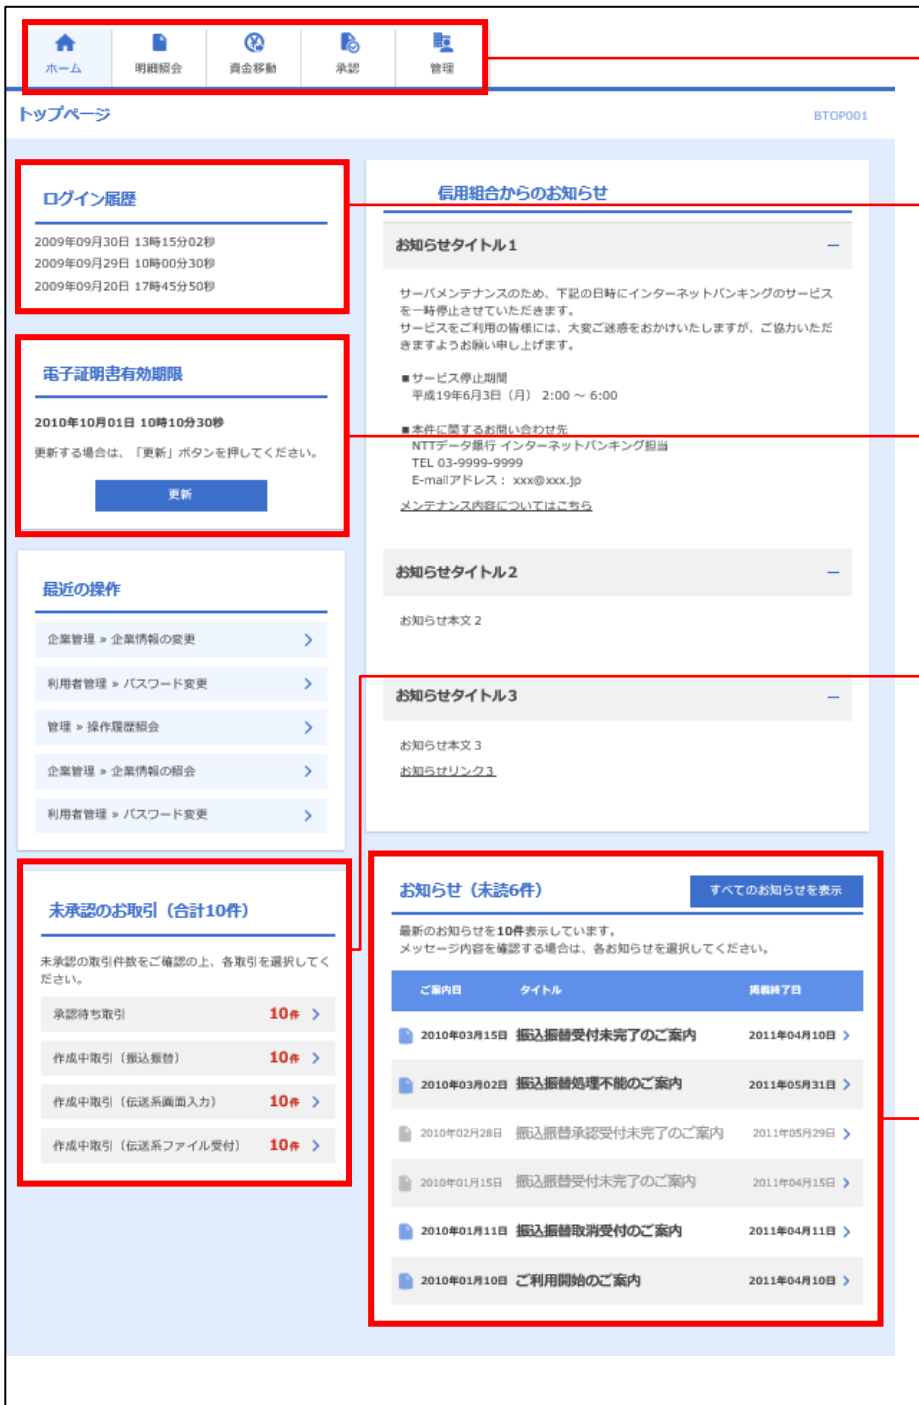 ホーム 明細照会 資金移動 承認 管理
トップページ BTOP001
ログイン履歴
2009年09月30日 13時15分02秒
2009年09月29日 10時00分30秒
2009年09月20日 17時45分50秒
電子証明書有効期限
2010年10月01日 10時10分30秒
更新する場合は、「更新」ボタンを押してください。
更新
最近の操作
企業管理 » 企業情報の変更
利用者管理 » パスワード変更
管理 » 操作履歴照会
企業管理 » 企業情報の照会
利用者管理 » パスワード変更
未承認のお取引（合計10件）
未承認の取引件数をご確認の上、各取引を選択してく
ださい。
承認待ち取引 10件
作成中取引（振込振替） 10件
作成中取引（伝送系画面入力） 10件
作成中取引（伝送系ファイル受付） 10件
信用組合からのお知らせ
お知らせタイトル1
サーバメンテナンスのため、下記の日時にインターネットバンキングのサービス
を一時停止させていただきます。
サービスをご利用の皆様には、大変ご迷惑をおかけいたしますが、ご協力いただ
きますようお願い申し上げます。
■サービス停止期間
平成19年6月3日（月） 2:00 ～ 6:00
■本件に関するお問い合わせ先
NTTデータ銀行 インターネットバンキング担当
TEL 03-9999-9999
E-mailアドレス： xxx@xxx.jp
メンテナンス内容についてはこちら
お知らせタイトル2
お知らせ本文2
お知らせタイトル3
お知らせ本文3
お知らせリンク3
お知らせ（未読6件） すべてのお知らせを表示
最新のお知らせを10件表示しています。
メッセージ内容を確認する場合は、各お知らせを選択してください。
ご案内日 タイトル 掲載終了日
2010年03月15日 振込振替受付未完了のご案内 2011年04月10日
2010年03月02日 振込振替処理不能のご案内 2011年05月31日
2010年02月28日 振込振替承認受付未完了のご案内 2011年05月29日
2010年01月15日 振込振替受付未完了のご案内 2011年04月15日
2010年01月11日 振込振替取消受付のご案内 2011年04月11日
2010年01月10日 ご利用開始のご案内 2011年04月10日